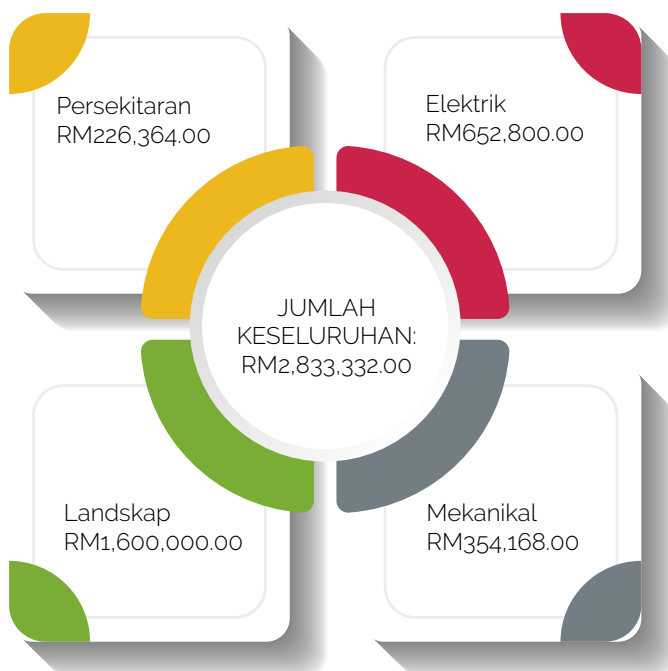 Persekitaran
RM226,364.00
Elektrik
RM652,800.00
JUMLAH
KESELURUHAN:
RM2,833,332.00
Landskap
RM1,600,000.00
Mekanikal
RM354,168.00